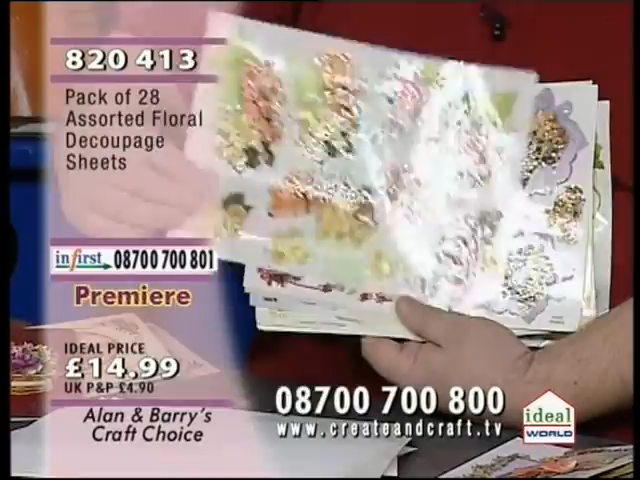 820 413
Pack of 28
Assorted Floral
Decoupage
Sheets
infirst 08700 700 801
Premiere
IDEAL PRICE
£14.99
UK P&P £4.90
Alan & Barry's
Craft Choice
08700 700 800
www.createandcraft.tv
ideal
WORLD